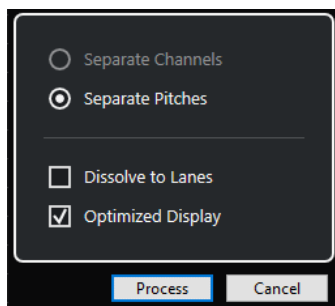 Separate Channels
Separate Pitches
Dissolve to Lanes
Optimized Display
Process Cancel